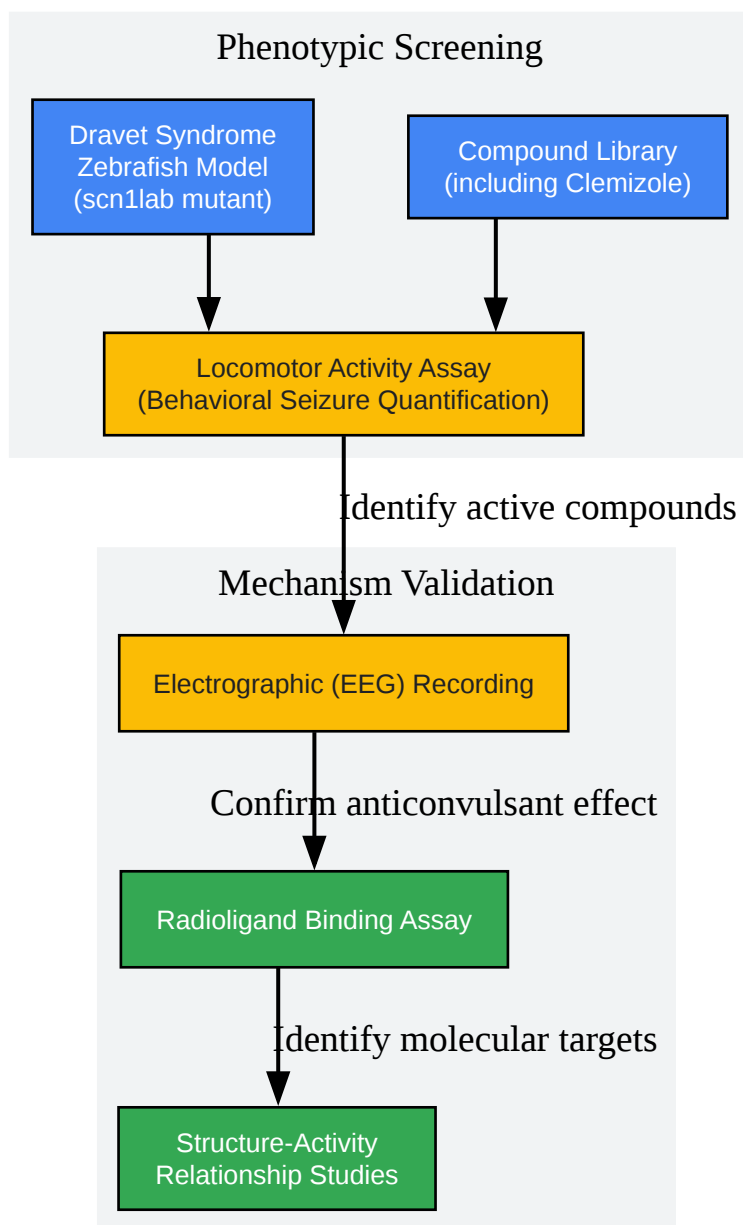 Phenotypic Screening
Dravet Syndrome
Zebrafish Model
(scn1lab mutant)
Compound Library
(including Clemizole)
Locomotor Activity Assay
(Behavioral Seizure Quantification)
Identify active compounds
Mechanism Validation
Electrographic (EEG) Recording
Confirm anticonvulsant effect
Radioligand Binding Assay
Identify molecular targets
Structure-Activity
Relationship Studies